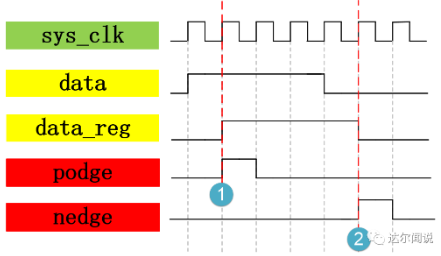 sys_clk
data
data_reg
podge
1
nedge
2
达尔闻说